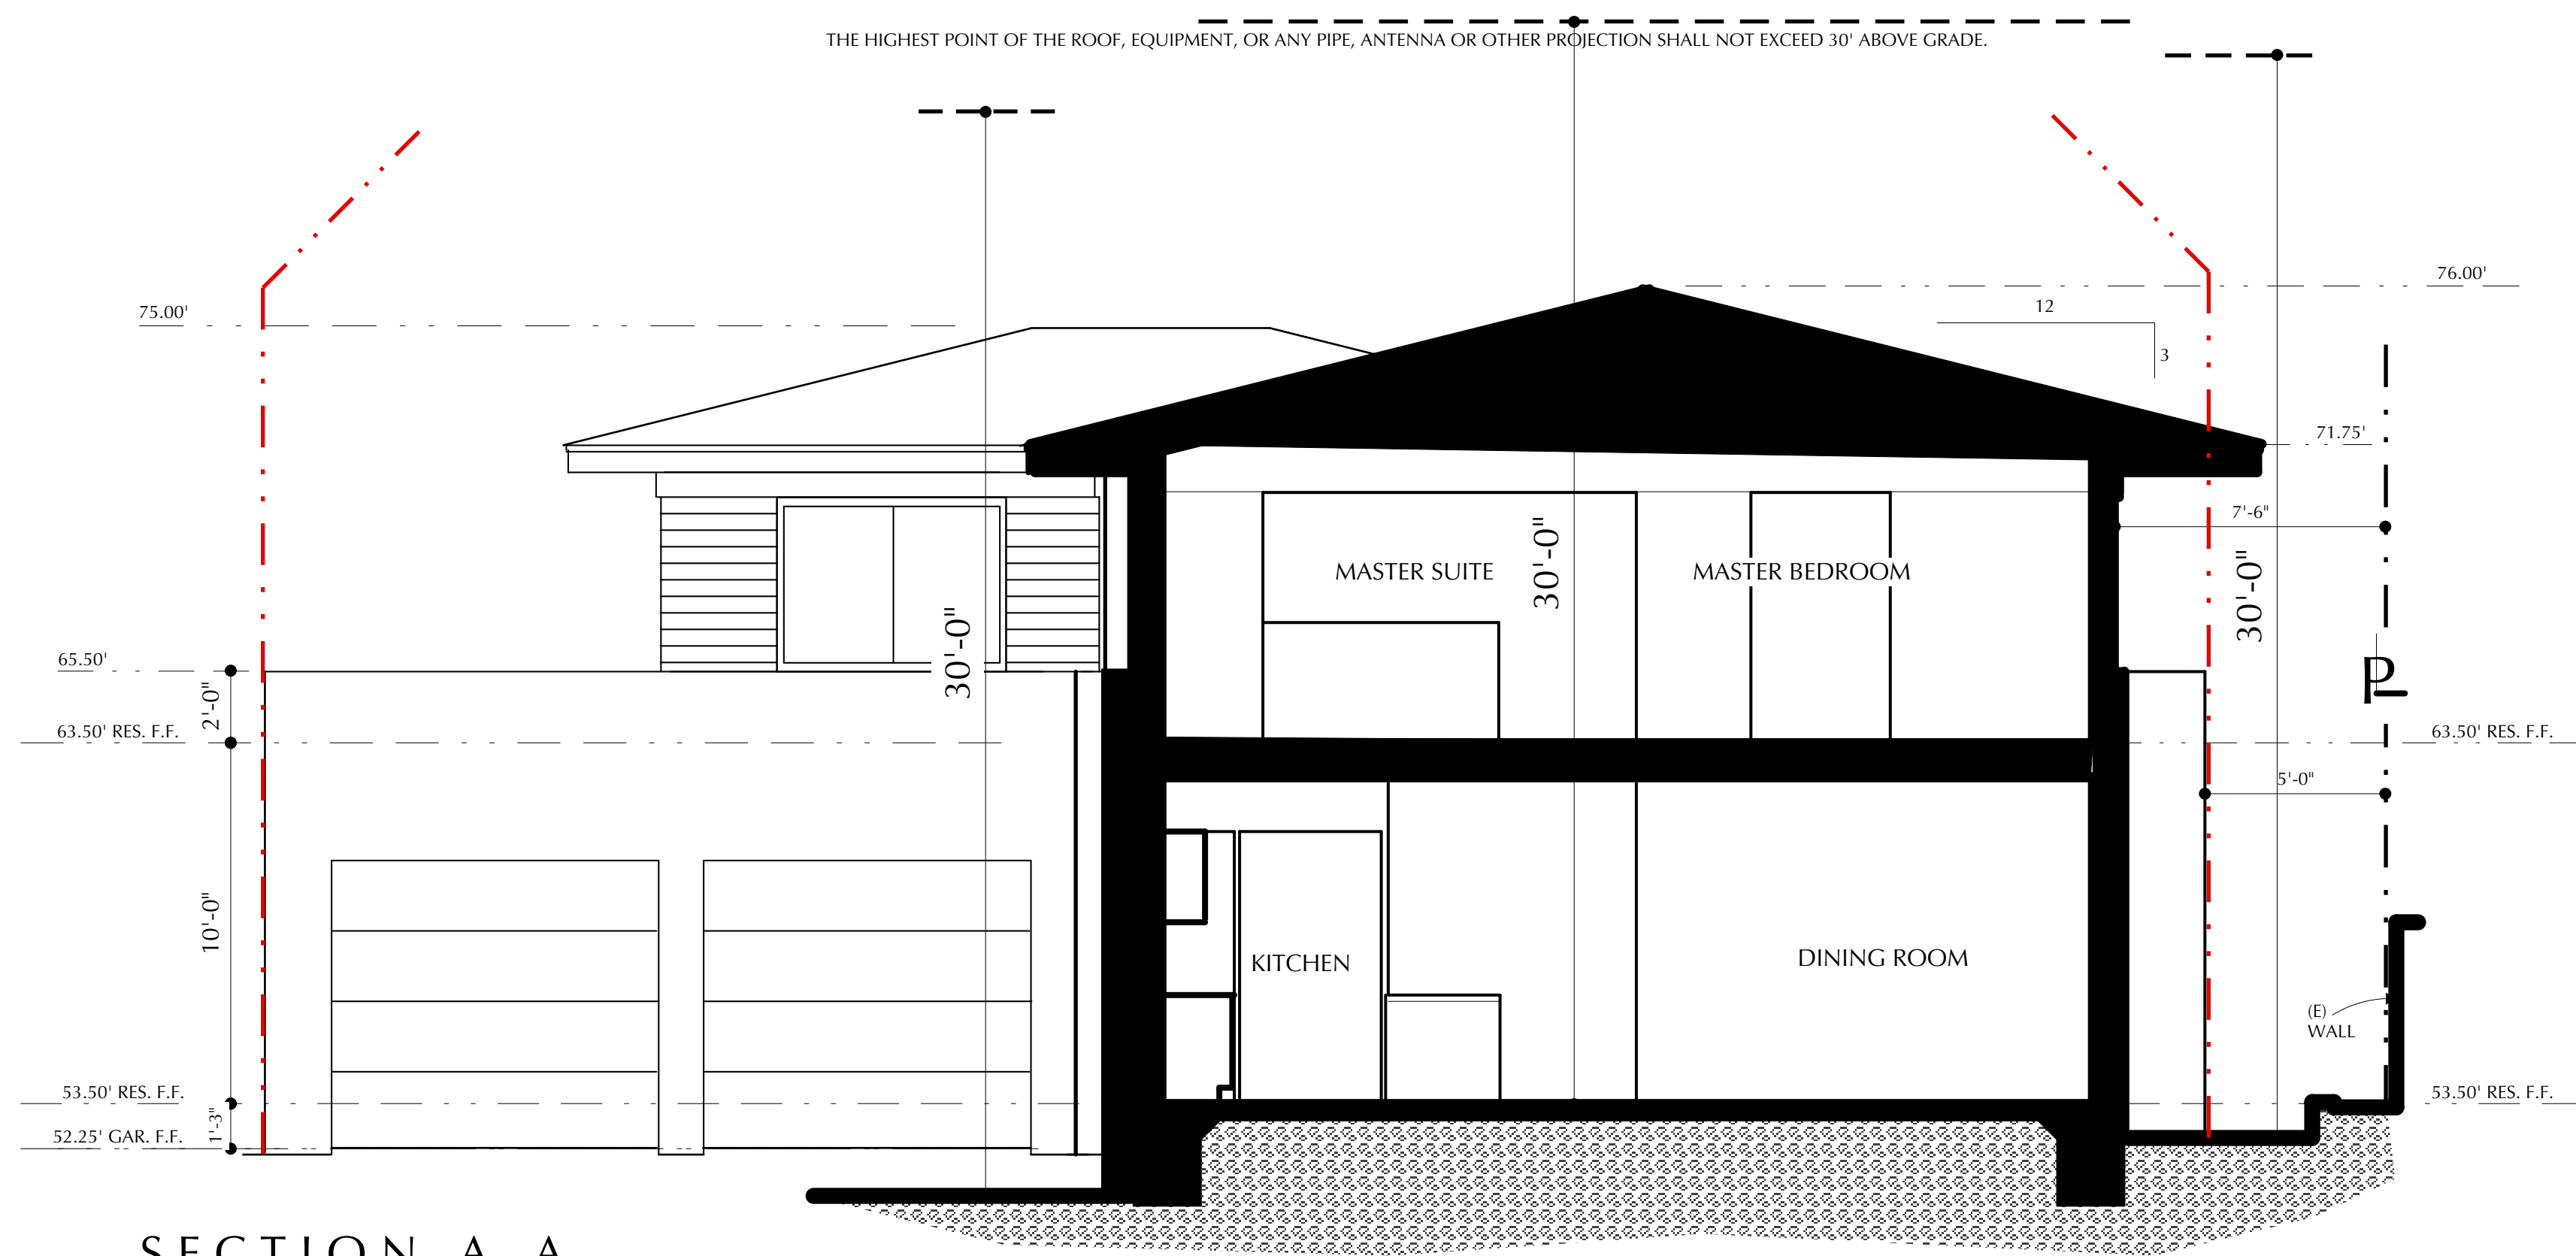 THE HIGHEST POINT OF THE ROOF, EQUIPMENT, OR ANY PIPE, ANTENNA OR OTHER PROJECTION SHALL NOT EXCEED 30' ABOVE GRADE.
76.00'
75.00'
12
3
71.75'
7'-6"
MASTER SUITE
30'-0"
MASTER BEDROOM
30'-0"
30'-0"
65.50'
2'-0"
P
63.50' RES. F.F.
63.50' RES. F.F.
5'-0"
10'-0"
KITCHEN
DINING ROOM
(E)
WALL
53.50' RES. F.F.
53.50' RES. F.F.
1'-3"
52.25' GAR. F.F.
SECTION A A